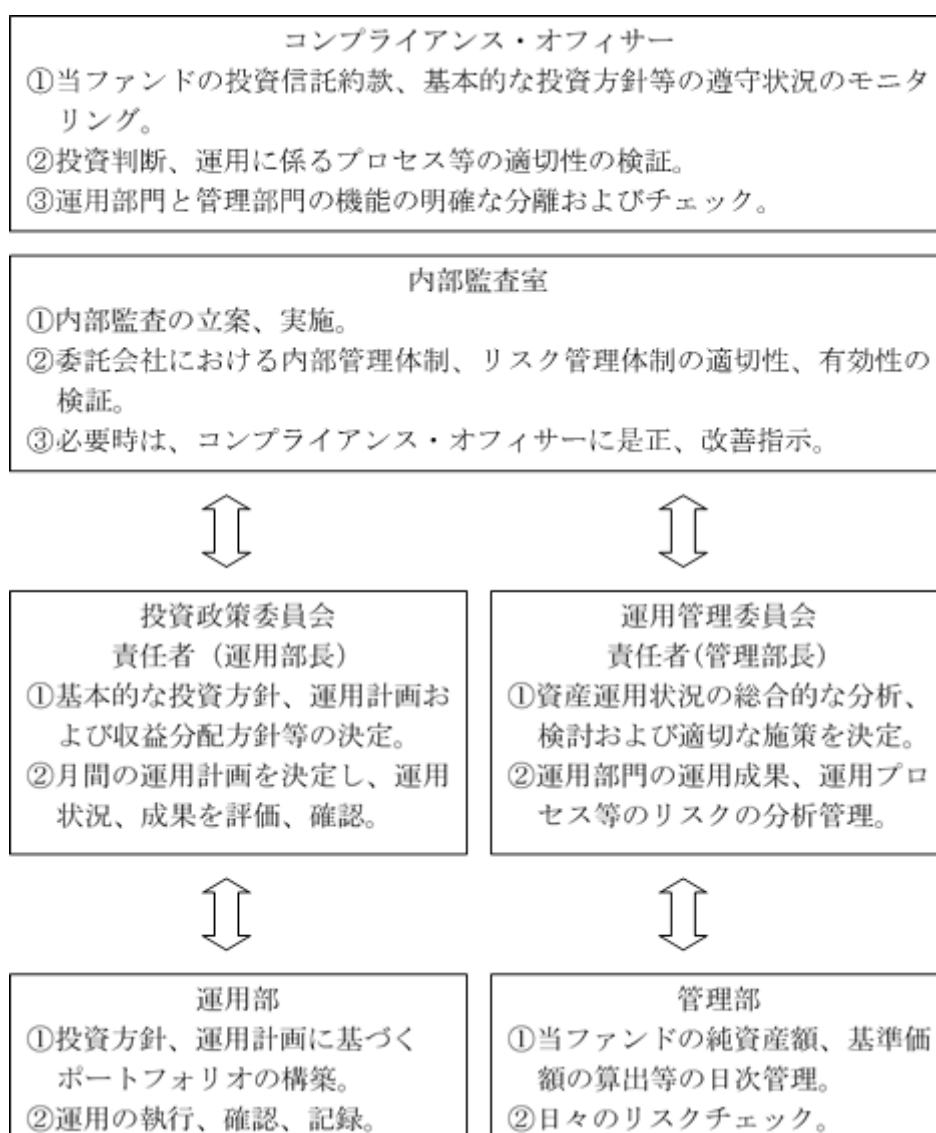 コンプライアンス・オフィサー
①当ファンドの投資信託約款、基本的な投資方針等の遵守状況のモニタ
リング。
②投資判断、運用に係るプロセス等の適切性の検証。
③運用部門と管理部門の機能の明確な分離およびチェック。
内部監査室
①内部監査の立案、実施。
②委託会社における内部管理体制、リスク管理体制の適切性、有効性の
検証。
③必要時は、コンプライアンス・オフィサーに是正、改善指示。
投資政策委員会
責任者（運用部長）
①基本的な投資方針、運用計画お
よび収益分配方針等の決定。
②月間の運用計画を決定し、運用
状況、成果を評価、確認。
運用管理委員会
責任者(管理部長)
①資産運用状況の総合的な分析、
検討および適切な施策を決定。
②運用部門の運用成果、運用プロ
セス等のリスクの分析管理。
運用部
①投資方針、運用計画に基づく
ポートフォリオの構築。
②運用の執行、確認、記録。
管理部
①当ファンドの純資産額、基準価
額の算出等の日次管理。
②日々のリスクチェック。